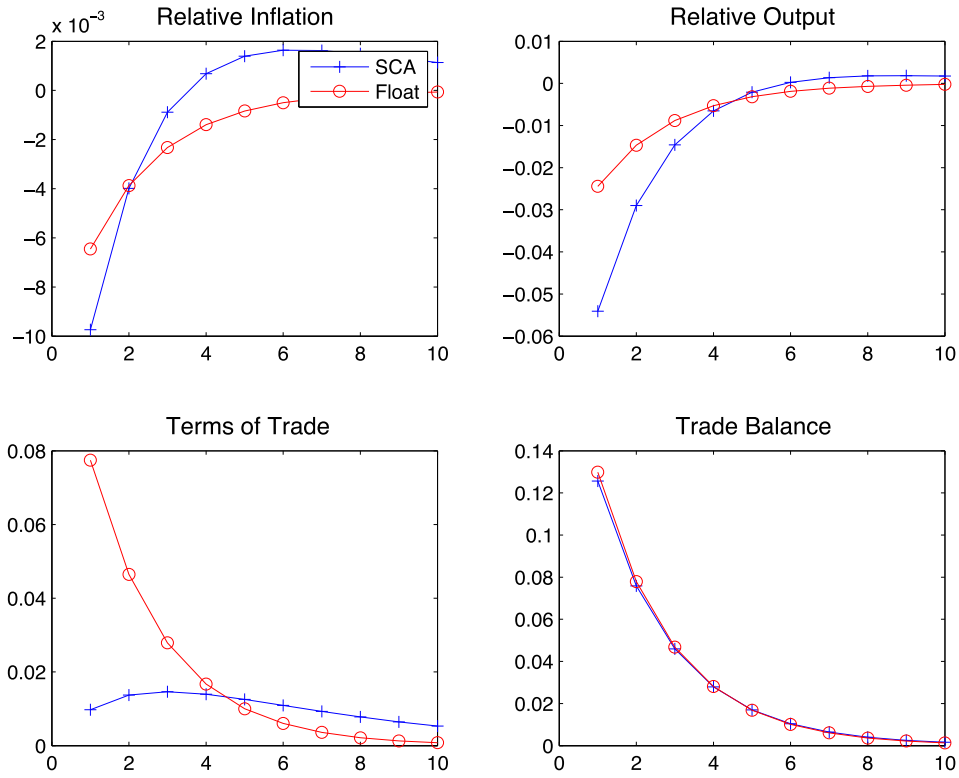 Relative Inflation
x 10⁻³
2
0
−2
−4
−6
−8
−10
0 2 4 6 8 10
SCA
Float
Relative Output
0.01
0
−0.01
−0.02
−0.03
−0.04
−0.05
−0.06
0 2 4 6 8 10
Terms of Trade
0.08
0.06
0.04
0.02
0
0 2 4 6 8 10
Trade Balance
0.14
0.12
0.1
0.08
0.06
0.04
0.02
0
0 2 4 6 8 10